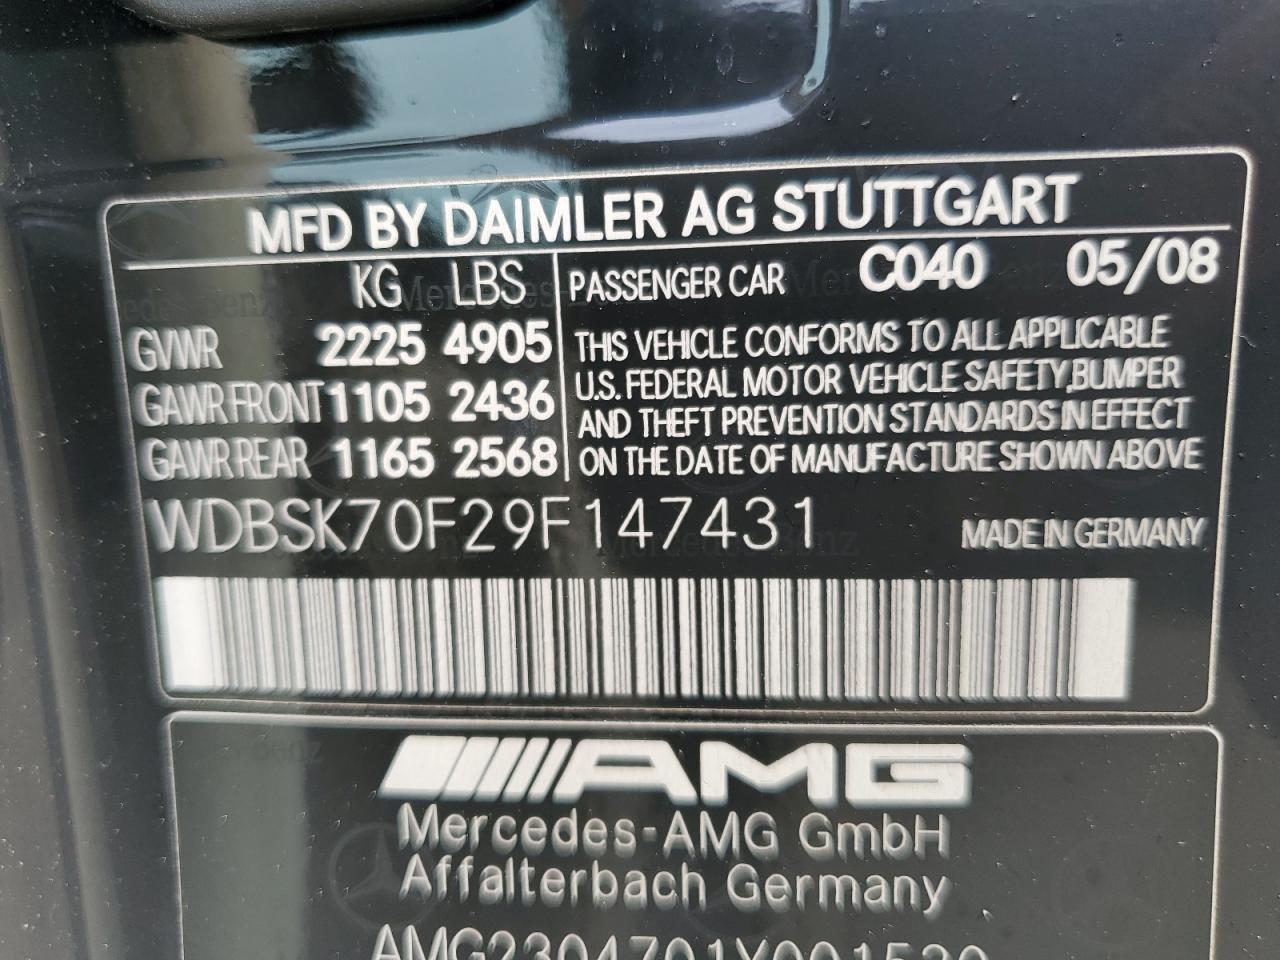 MFD BY DAIMLER AG STUTTGART
KG LBS
GVWR 2225 4905
GAWR FRONT 1105 2436
GAWR REAR 1165 2568
PASSENGER CAR C040 05/08
THIS VEHICLE CONFORMS TO ALL APPLICABLE
U.S. FEDERAL MOTOR VEHICLE SAFETY, BUMPER
AND THEFT PREVENTION STANDARDS IN EFFECT
ON THE DATE OF MANUFACTURE SHOWN ABOVE
WDBSK70F29F147431
MADE IN GERMANY
AMG
Mercedes-AMG GmbH
Affalterbach Germany